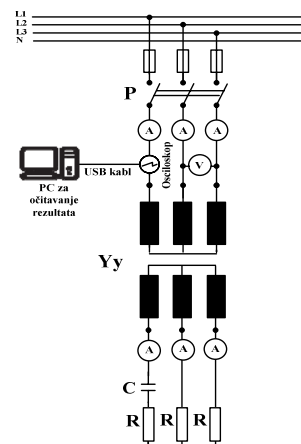 L1
L2
L3
N
P
A
A
A
Osciloskop
V
USB kabl
PC za
očitavanje
rezultata
Yy
A
A
A
C
R
R
R